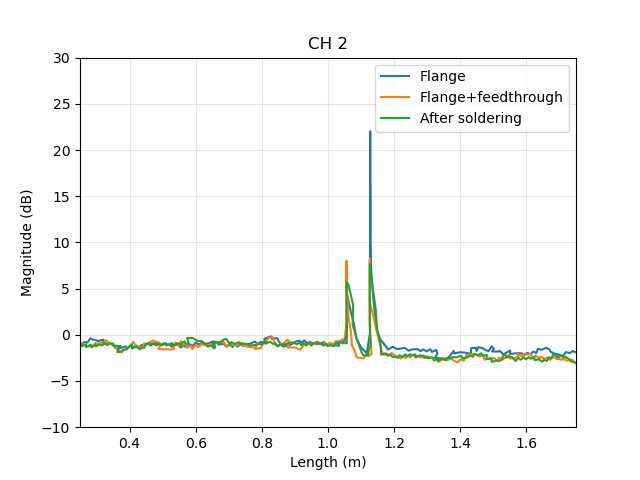 CH 2
30
25
20
15
10
5
0
−5
−10
Magnitude (dB)
Flange
Flange+feedthrough
After soldering
0.4 0.6 0.8 1.0 1.2 1.4 1.6
Length (m)